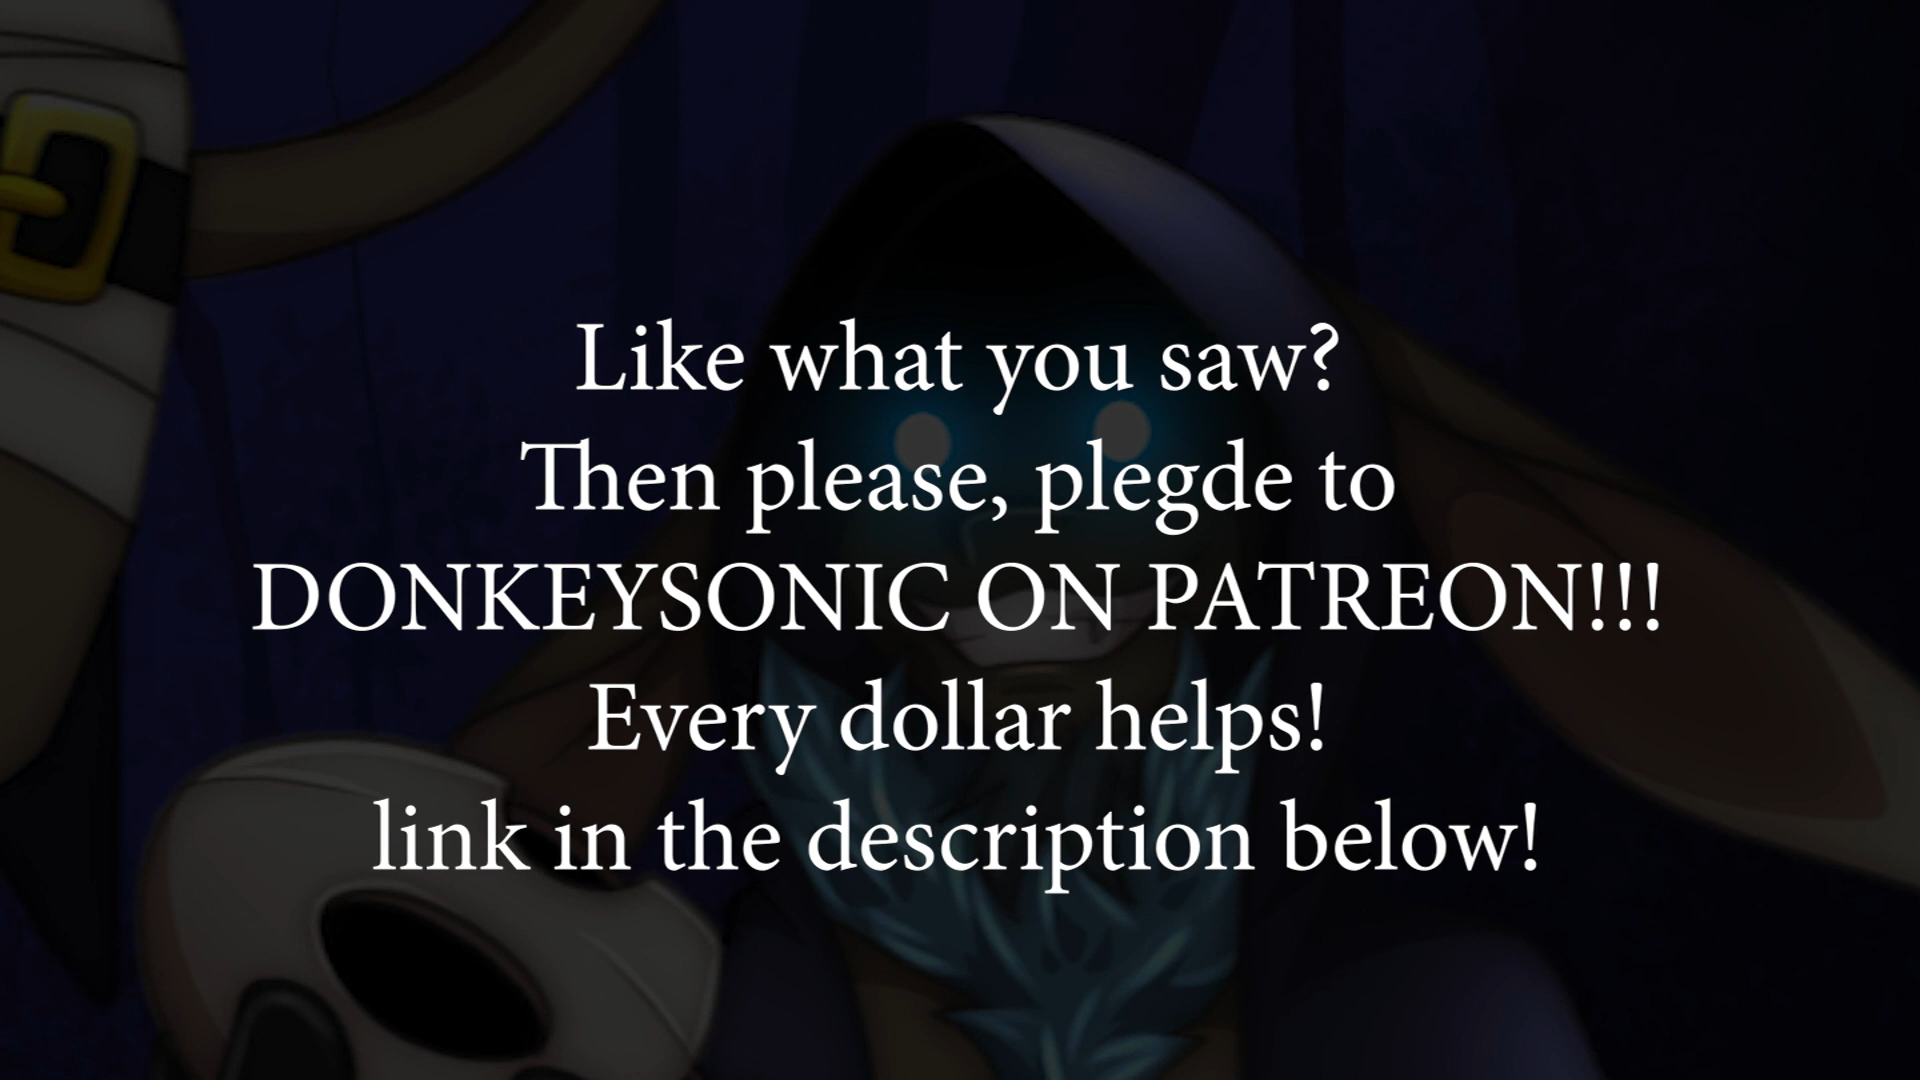 Like what you saw?
Then please, plegde to
DONKEYSONIC ON PATREON!!!
Every dollar helps!
link in the description below!